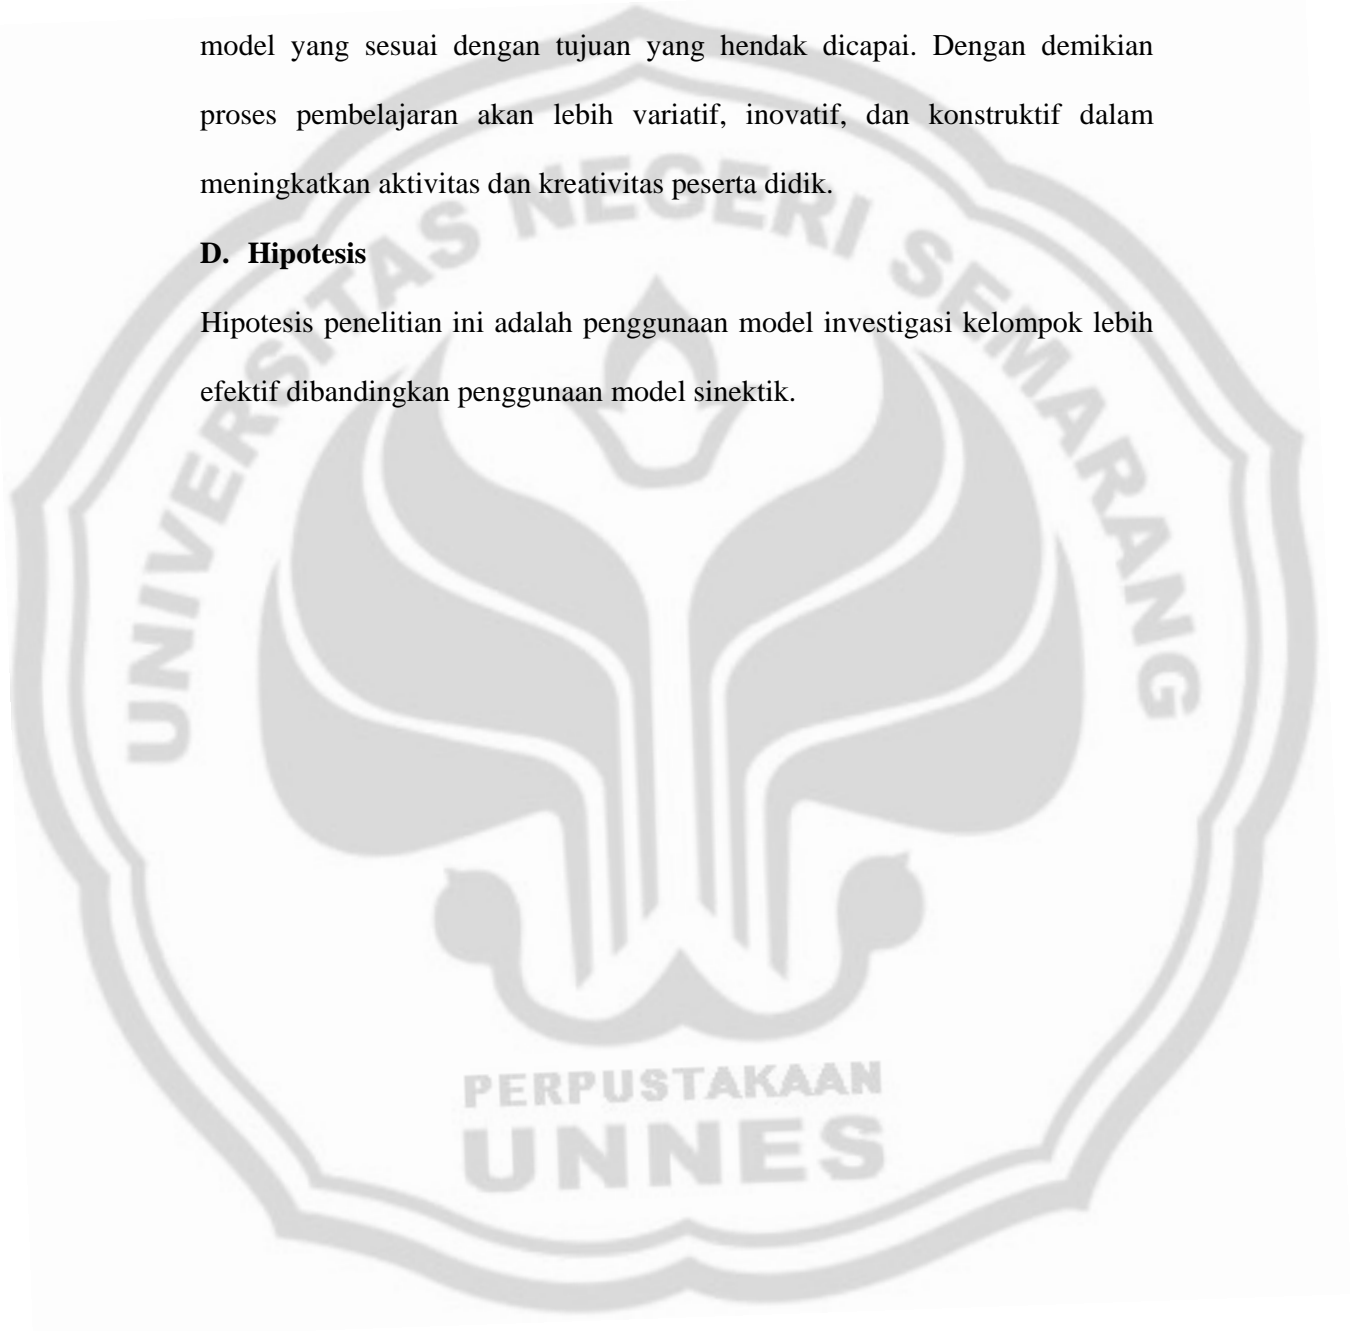 model yang sesuai dengan tujuan yang hendak dicapai. Dengan demikian
proses pembelajaran akan lebih variatif, inovatif, dan konstruktif dalam
meningkatkan aktivitas dan kreativitas peserta didik.
D. Hipotesis
Hipotesis penelitian ini adalah penggunaan model investigasi kelompok lebih
efektif dibandingkan penggunaan model sinektik.
UNIVERSITAS NEGERI SEMARANG
PERPUSTAKAAN
UNNES